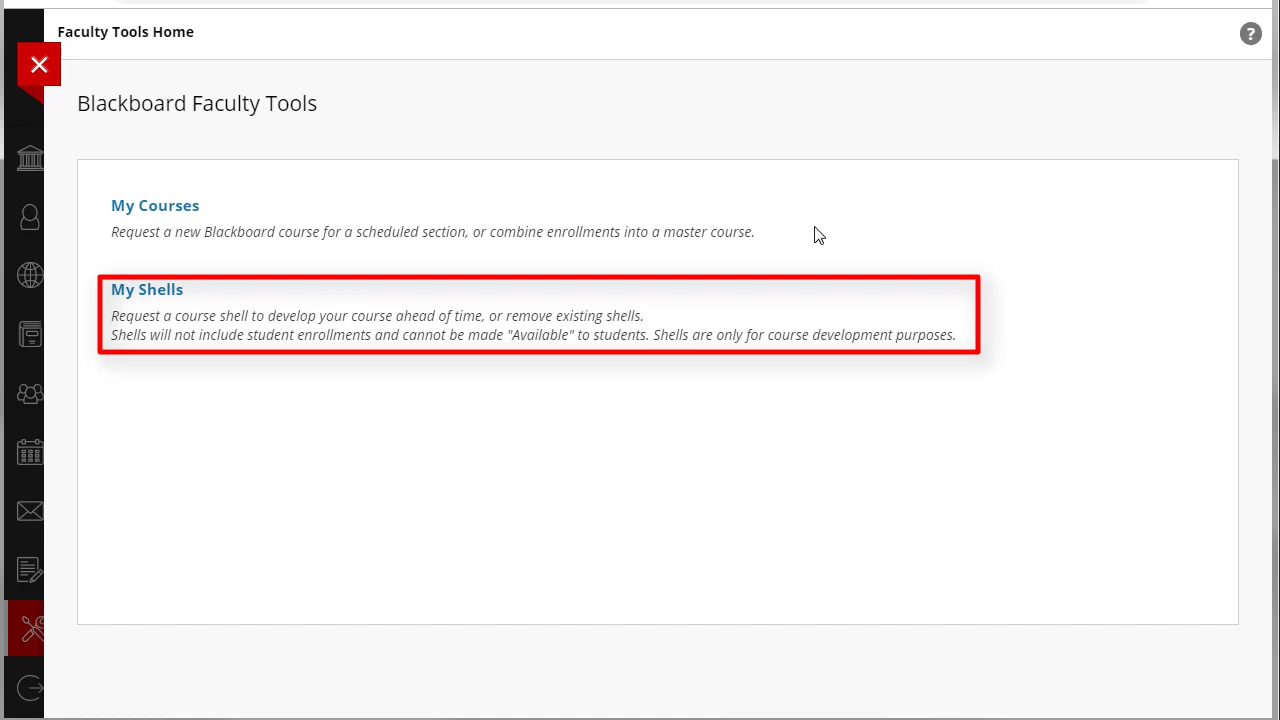 Faculty Tools Home
?
Blackboard Faculty Tools
My Courses
Request a new Blackboard course for a scheduled section, or combine enrollments into a master course.
My Shells
Request a course shell to develop your course ahead of time, or remove existing shells.
Shells will not include student enrollments and cannot be made "Available" to students. Shells are only for course development purposes.